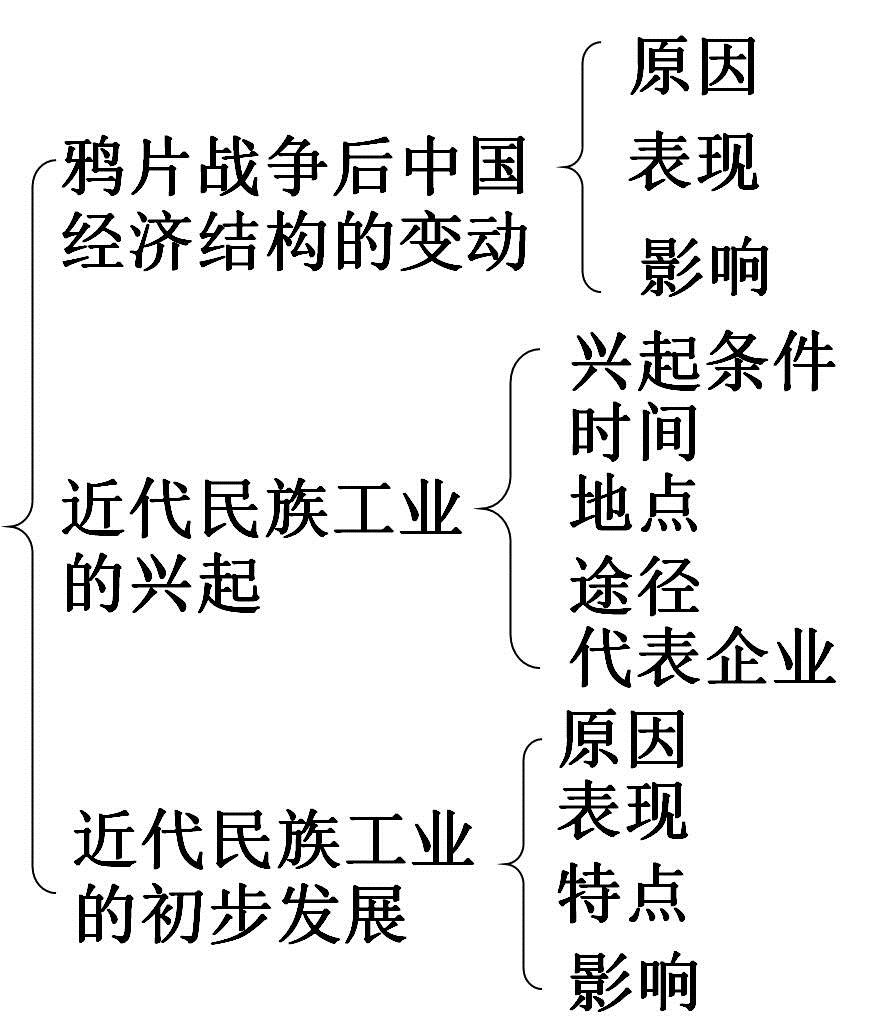 鸦片战争后中国
经济结构的变动
原因
表现
影响
近代民族工业
的兴起
兴起条件
时间
地点
途径
代表企业
近代民族工业
的初步发展
原因
表现
特点
影响